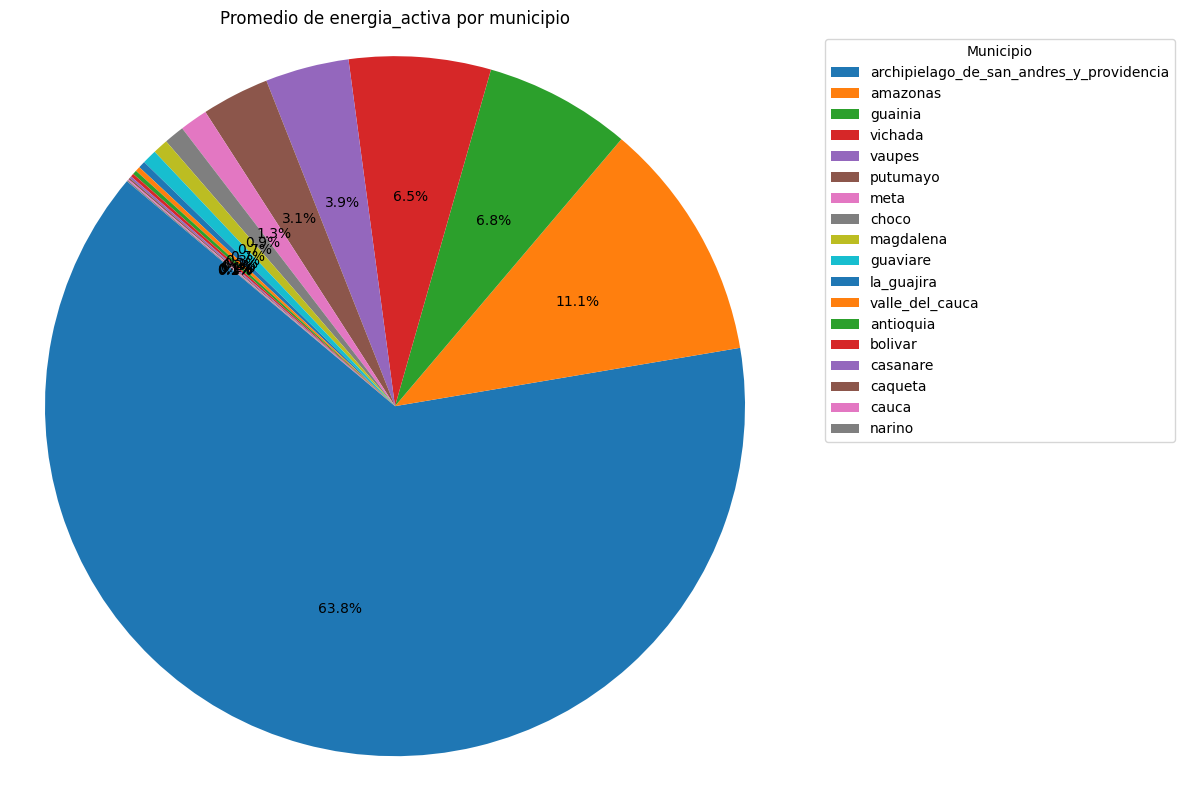 Promedio de energia_activa por municipio
Municipio
archipielago_de_san_andres_y_providencia
amazonas
guainia
vichada
vaupes
putumayo
meta
choco
magdalena
guaviare
la_guajira
valle_del_cauca
antioquia
bolivar
casanare
caqueta
cauca
narino
63.8%
11.1%
6.8%
6.5%
3.9%
3.1%
1.3%
0.9%
0.7%